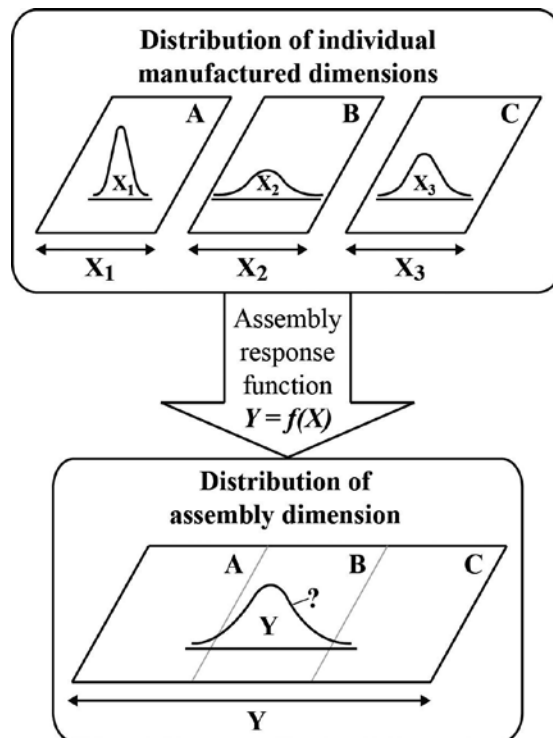 Distribution of individual
manufactured dimensions
A B C
X1 X2 X3
X1 X2 X3
Assembly
response
function
Y = f(X)
Distribution of
assembly dimension
A B C
?
Y
Y